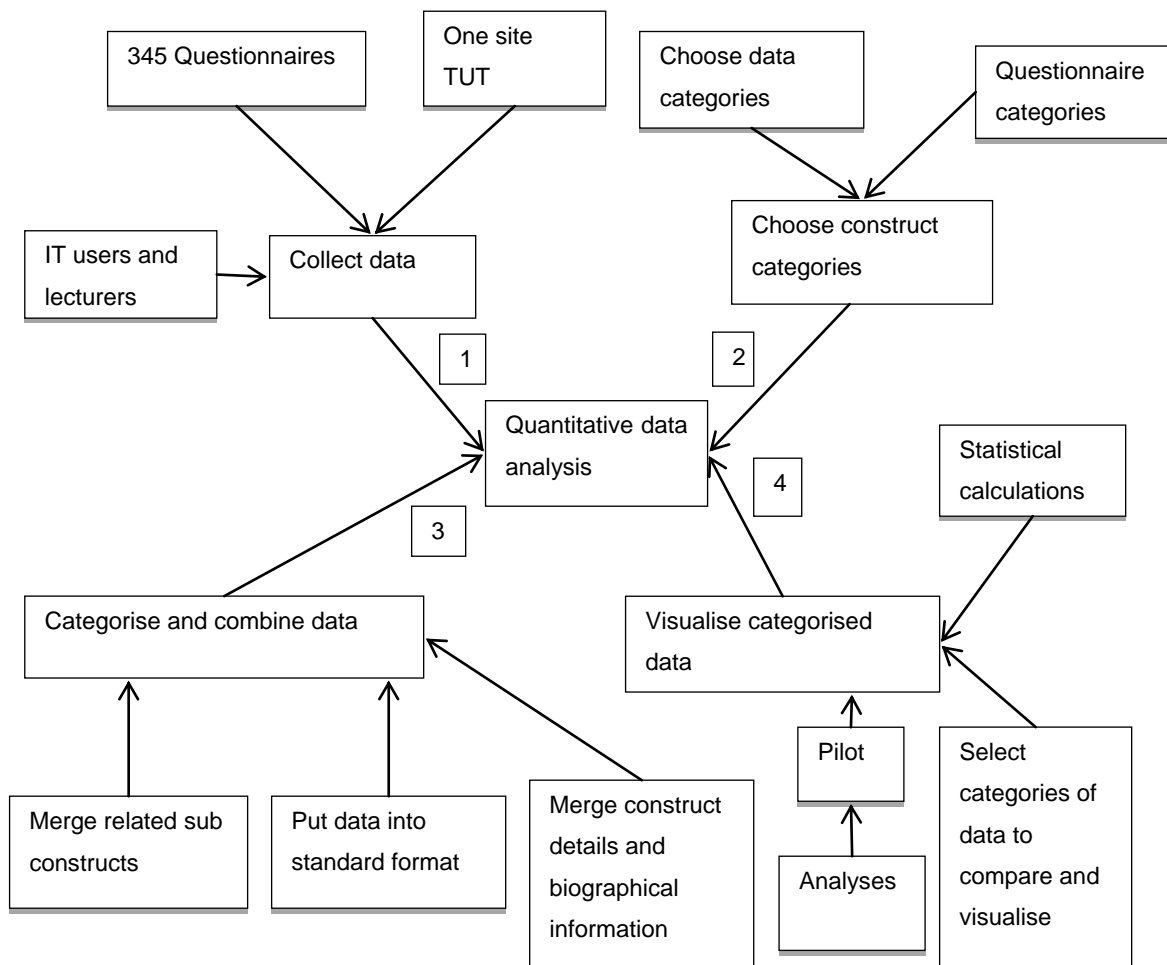 345 Questionnaires
One site
TUT
Choose data
categories
Questionnaire
categories
IT users and
lecturers
Collect data
Choose construct
categories
1
2
Quantitative data
analysis
3
4
Statistical
calculations
Categorise and combine data
Visualise categorised
data
Merge related sub
constructs
Put data into
standard format
Merge construct
details and
biographical
information
Pilot
Analyses
Select
categories of
data to
compare and
visualise